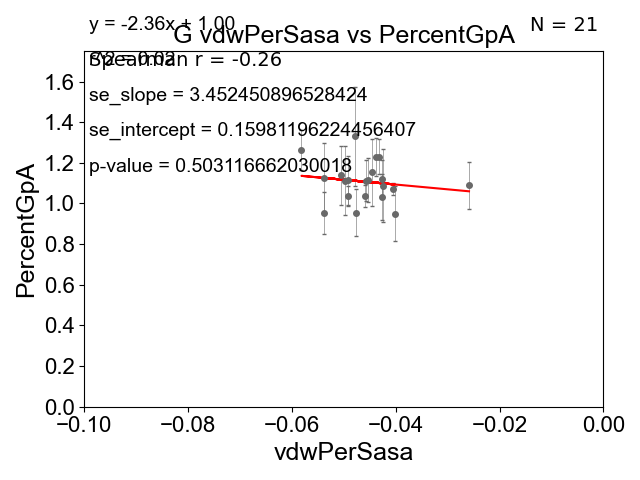 y = -2.36x + 1.00
N = 21
G vdwPerSasa vs PercentGpA
Spearman r = -0.26
se_slope = 3.452450896528424
se_intercept = 0.15981196224456407
p-value = 0.503116662030018
PercentGpA
1.6
1.4
1.2
1.0
0.8
0.6
0.4
0.2
0.0
−0.10 −0.08 −0.06 −0.04 −0.02 0.00
vdwPerSasa